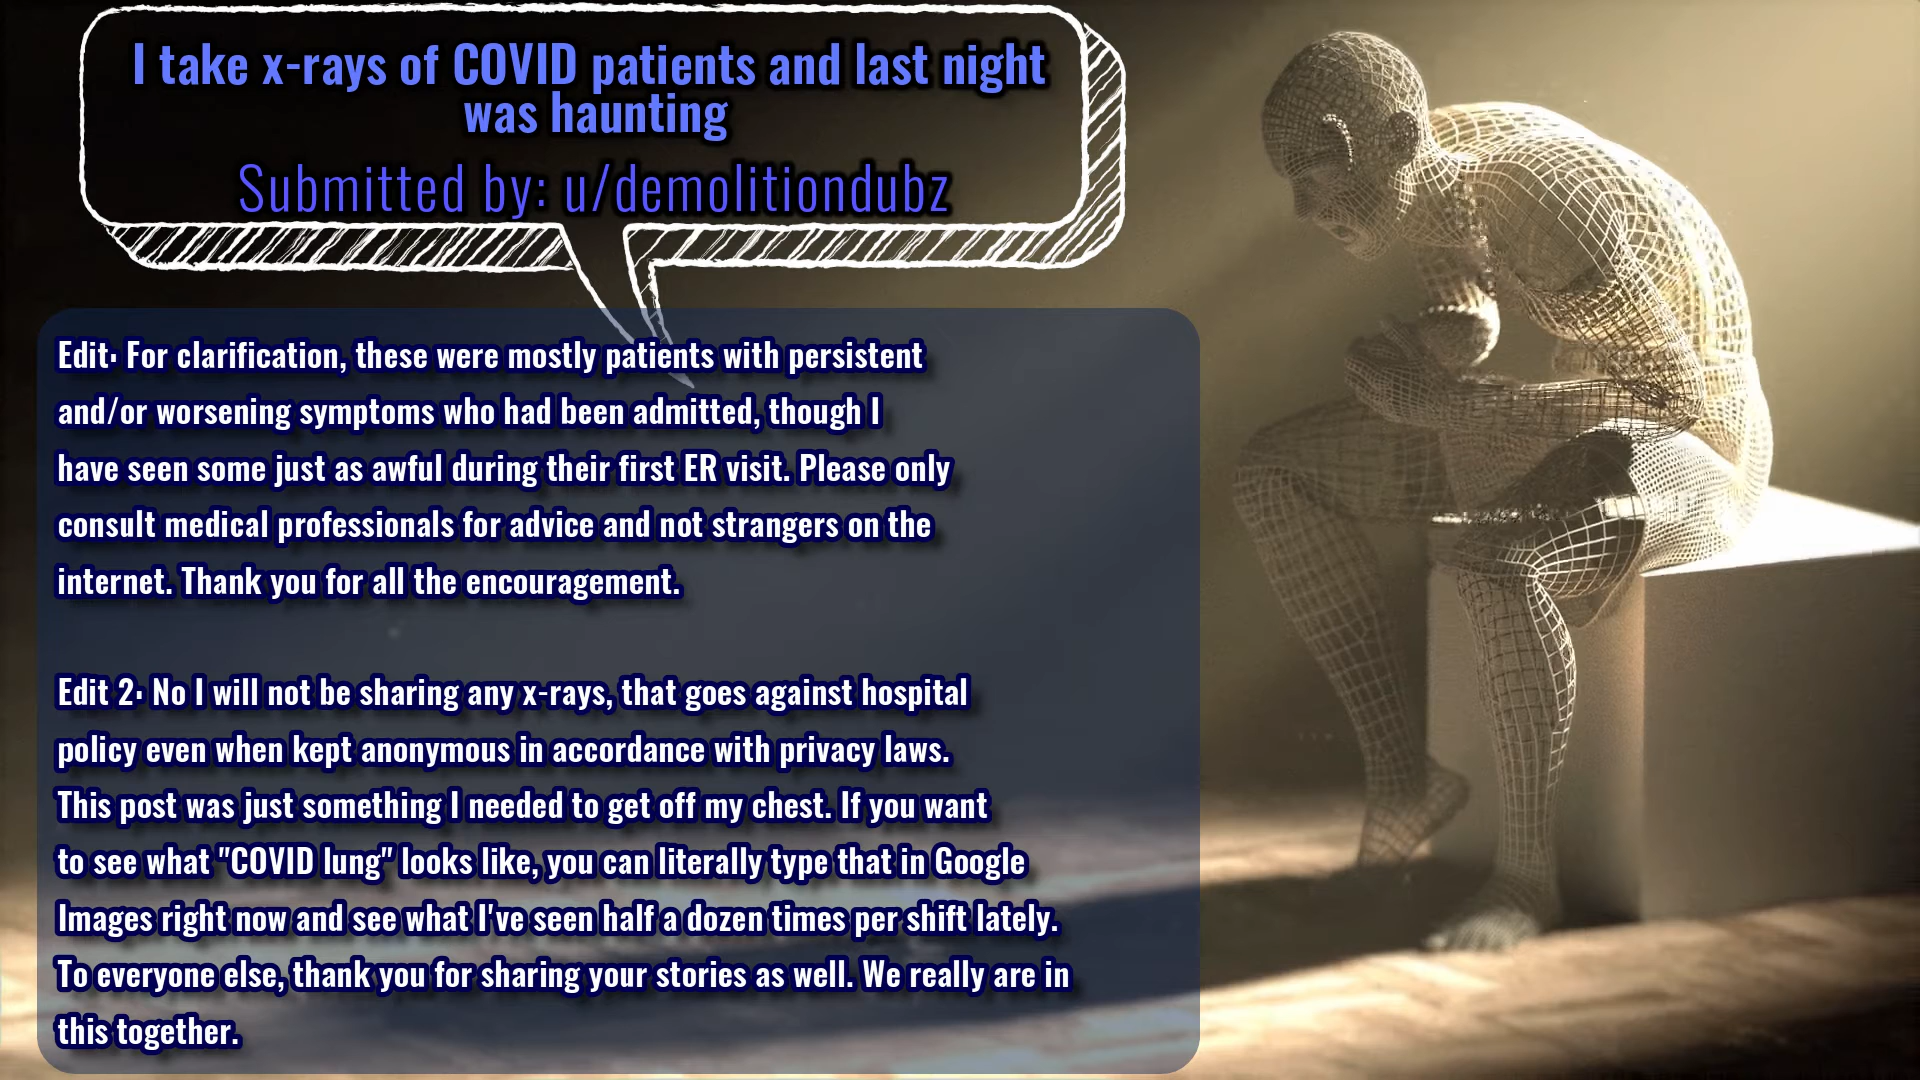 I take x-rays of COVID patients and last night
was haunting
Submitted by: u/demolitiondubz
Edit: For clarification, these were mostly patients with persistent
and/or worsening symptoms who had been admitted, though I
have seen some just as awful during their first ER visit. Please only
consult medical professionals for advice and not strangers on the
internet. Thank you for all the encouragement.
Edit 2: No I will not be sharing any x-rays, that goes against hospital
policy even when kept anonymous in accordance with privacy laws.
This post was just something I needed to get off my chest. If you want
to see what "COVID lung" looks like, you can literally type that in Google
Images right now and see what I've seen half a dozen times per shift lately.
To everyone else, thank you for sharing your stories as well. We really are in
this together.